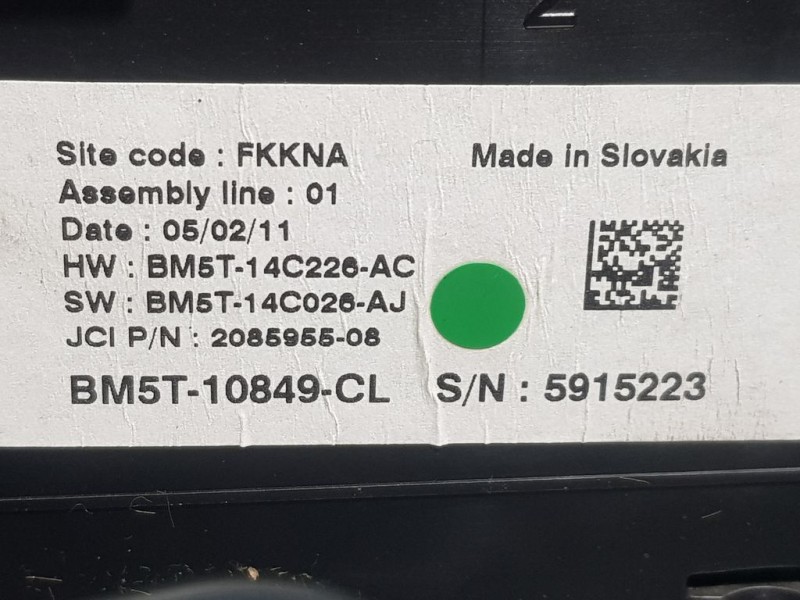 Site code : FKKNA
Made in Slovakia
Assembly line : 01
Date : 05/02/11
HW : BM5T-14C226-AC
SW : BM5T-14C026-AJ
JCI P/N : 2085955-08
BM5T-10849-CL S/N : 5915223